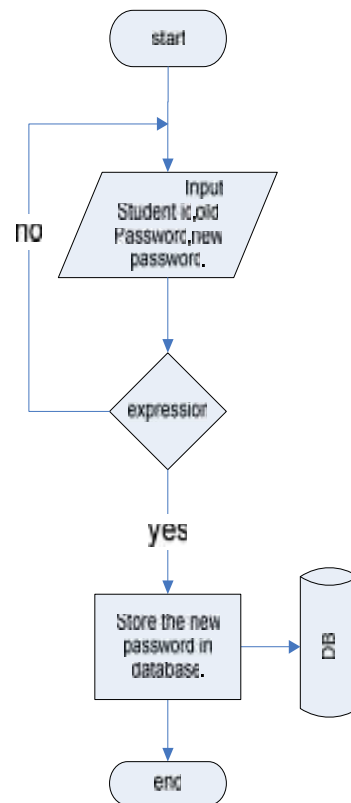 start
Input
Student id,old
Password,new
password.
no
expression
yes
Store the new
password in
database.
DB
end